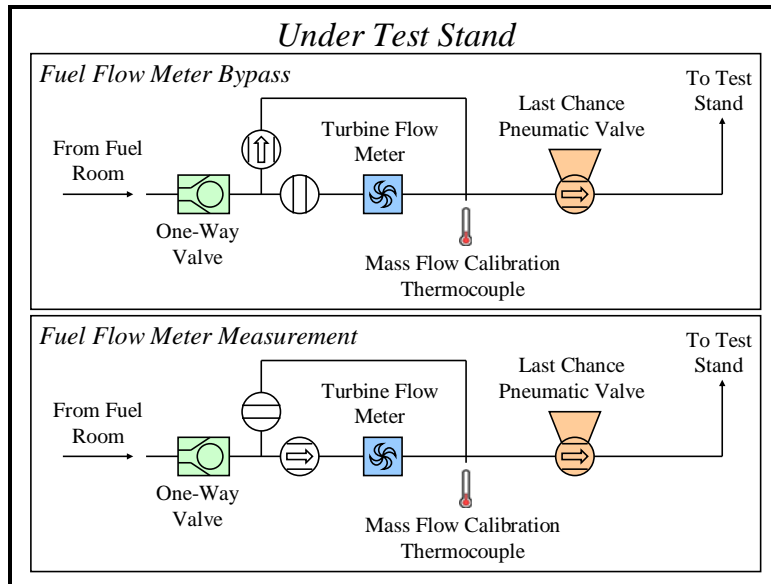 Under Test Stand
Fuel Flow Meter Bypass
To Test
Stand
Last Chance
Pneumatic Valve
Turbine Flow
Meter
From Fuel
Room
One-Way
Valve
Mass Flow Calibration
Thermocouple
Fuel Flow Meter Measurement
To Test
Stand
Last Chance
Pneumatic Valve
Turbine Flow
Meter
From Fuel
Room
One-Way
Valve
Mass Flow Calibration
Thermocouple